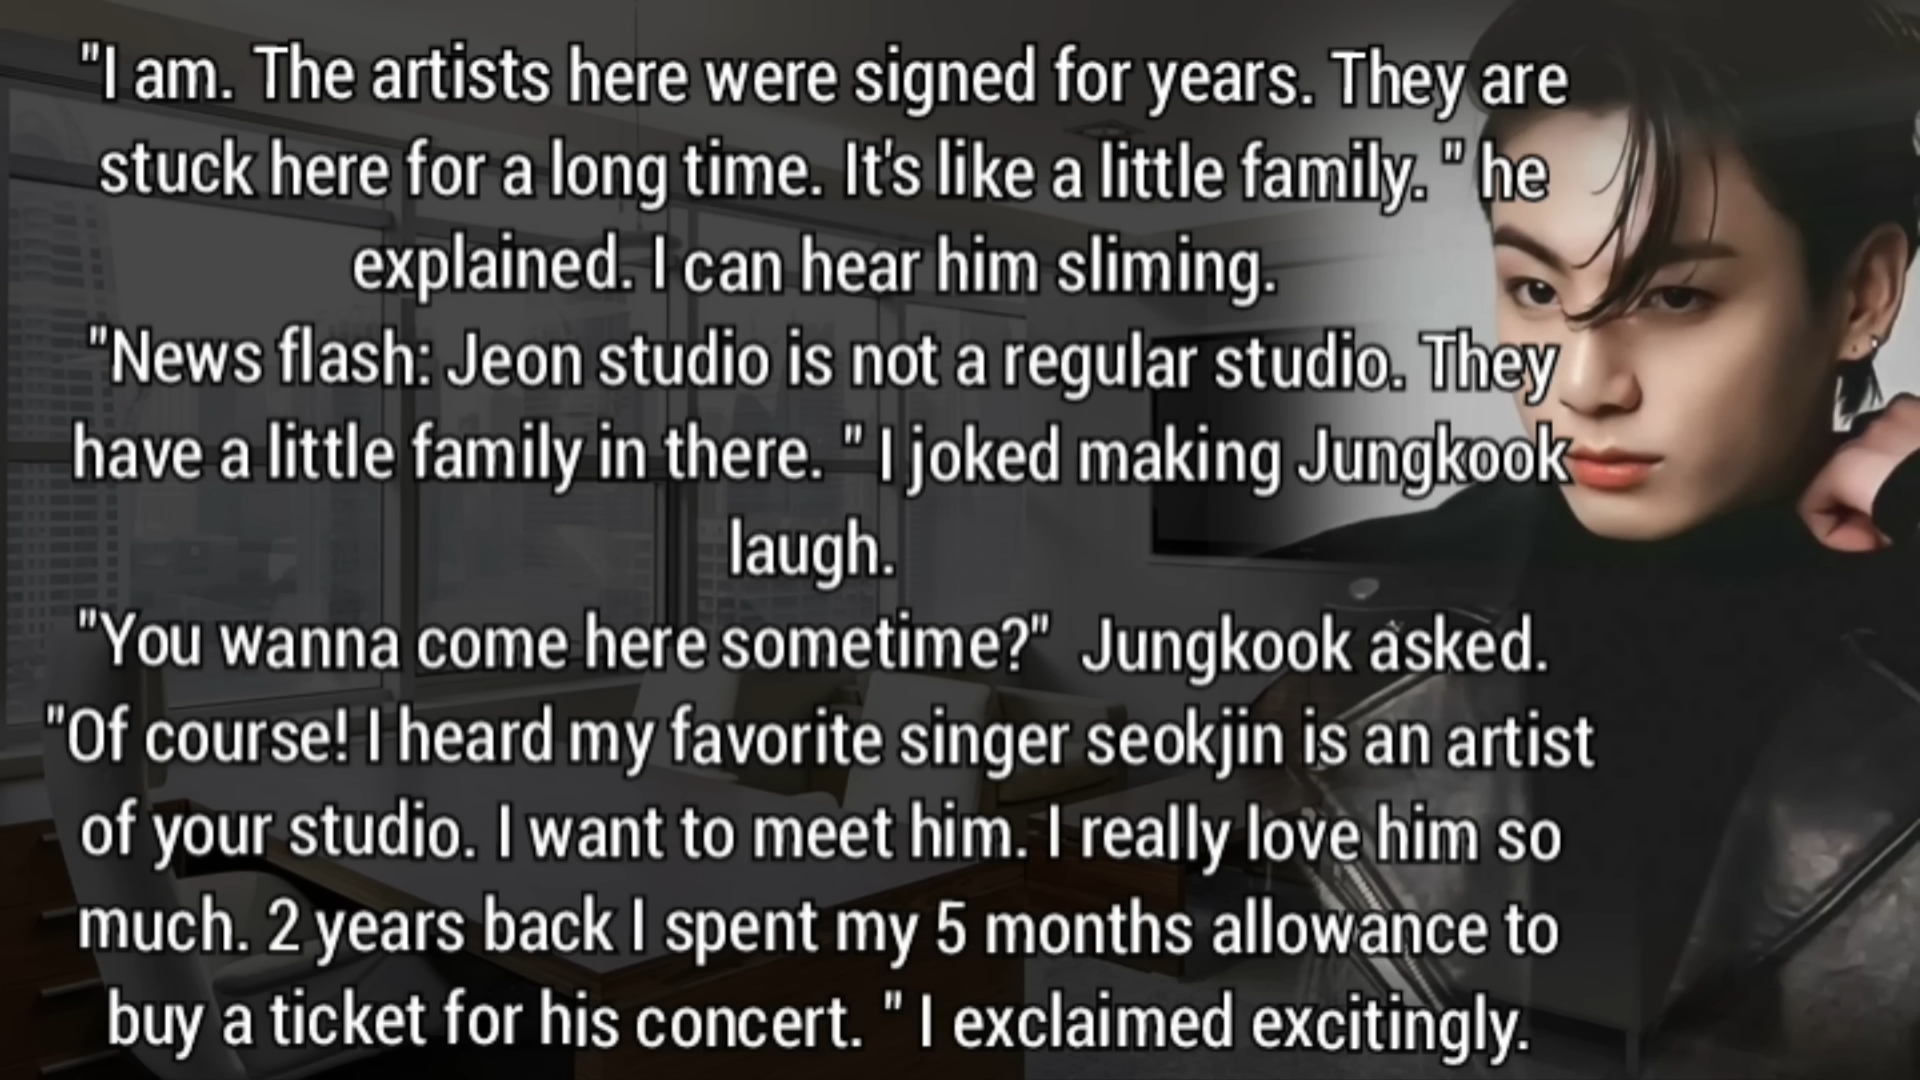 "I am. The artists here were signed for years. They are
stuck here for a long time. It's like a little family. " he
explained. I can hear him sliming.
"News flash: Jeon studio is not a regular studio. They
have a little family in there. " I joked making Jungkook
laugh.
"You wanna come here sometime?"  Jungkook asked.
"Of course! I heard my favorite singer seokjin is an artist
of your studio. I want to meet him. I really love him so
much. 2 years back I spent my 5 months allowance to
buy a ticket for his concert. " I exclaimed excitingly.